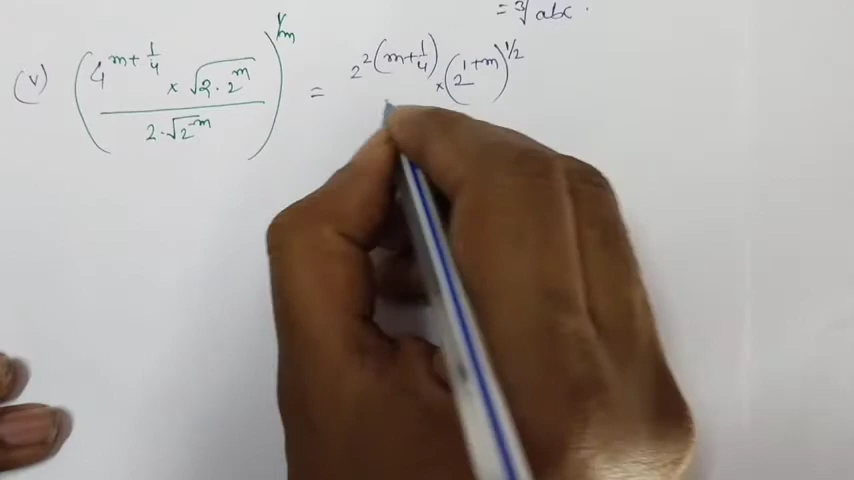 = ∛abc .
(v) ( (4^{m+1/4} × √(2·2^m)) / (2·√(2^{-m})) )^{1/m} = 2^{2(m+1/4)} × (2^{1+m})^{1/2}